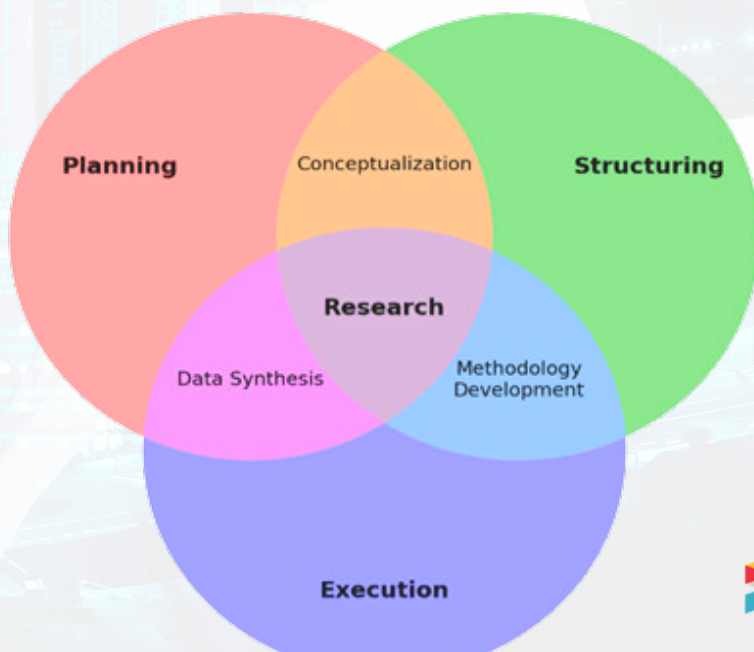 Conceptualization
Planning
Structuring
Research
Data Synthesis
Methodology
Development
Execution